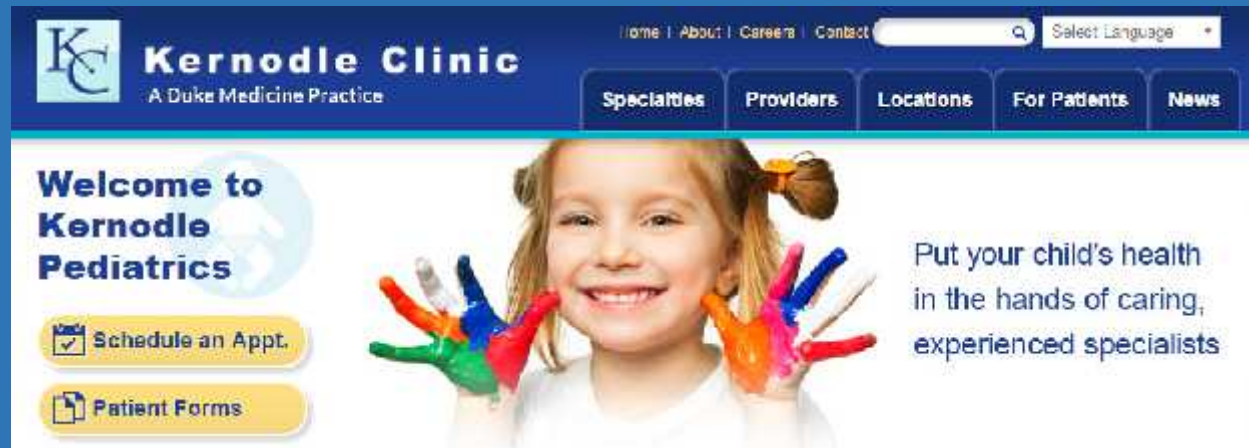 KC
Kernodle Clinic
A Duke Medicine Practice
Home | About | Careers | Contact
Select Language
Specialties
Providers
Locations
For Patients
News
Welcome to
Kernodle
Pediatrics
Schedule an Appt.
Patient Forms
Put your child's health
in the hands of caring,
experienced specialists